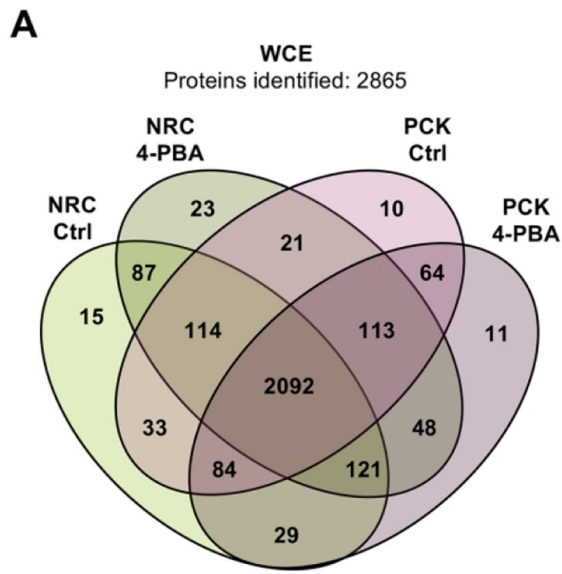 A
WCE
Proteins identified: 2865
NRC
4-PBA
PCK
Ctrl
NRC
Ctrl
PCK
4-PBA
23
10
21
87
64
15
114
113
11
2092
33
48
84
121
29